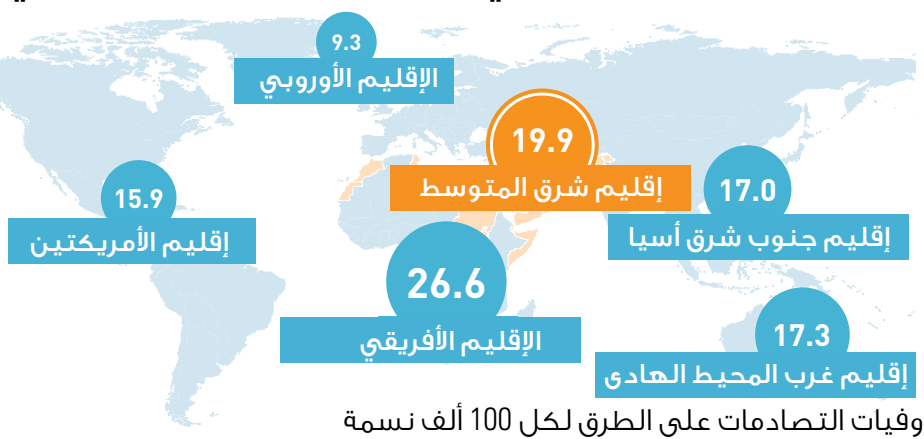 9.3
الإقليم الأوروبي
19.9
إقليم شرق المتوسط
15.9
إقليم الأمريكتين
17.0
إقليم جنوب شرق أسيا
26.6
الإقليم الأفريقي
17.3
إقليم غرب المحيط الهادى
وفيات التصادمات على الطرق لكل 100 ألف نسمة